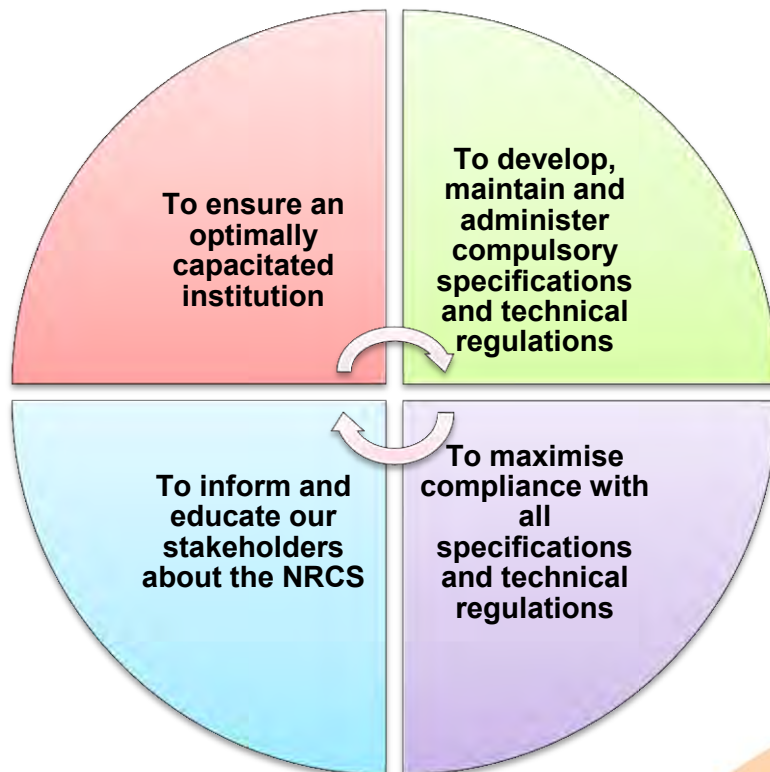 To ensure an
optimally
capacitated
institution
To develop,
maintain and
administer
compulsory
specifications
and technical
regulations
To inform and
educate our
stakeholders
about the NRCS
To maximise
compliance with
all
specifications
and technical
regulations